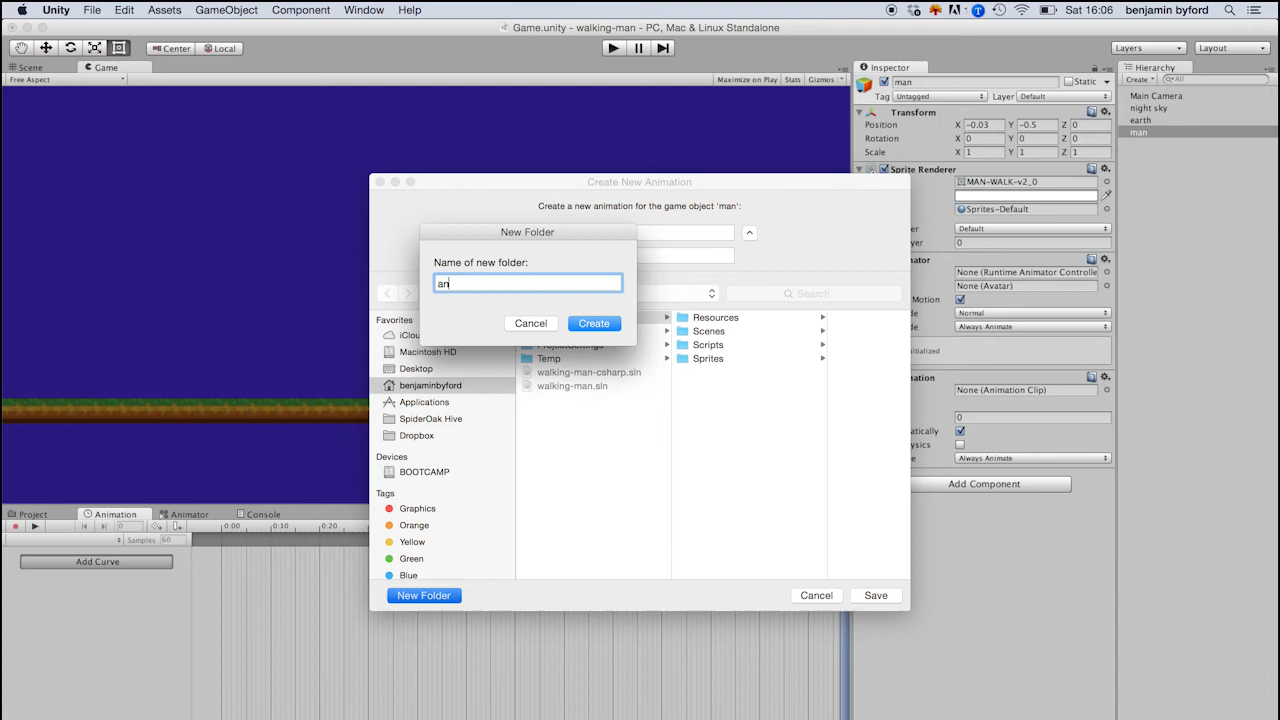 Unity File Edit Assets GameObject Component Window Help Sat 16:06 benjamin byford
Game.unity - walking-man - PC, Mac & Linux Standalone
Center Local Layers Layout
Scene Game Inspector Hierarchy
Free Aspect Maximize on Play Stats Gizmos man Static Create All
Tag Untagged Layer Default Main Camera
Transform night sky
Position X -0.03 Y -0.5 Z 0 earth
Rotation X 0 Y 0 Z 0 man
Scale X 1 Y 1 Z 1
Sprite Renderer
MAN-WALK-v2_0
Sprites-Default
Default
0
None (Runtime Animator Controlle
None (Avatar)
Motion
Normal
Always Animate
None (Animation Clip)
0
Always Animate
Add Component
Create New Animation
Create a new animation for the game object 'man':
New Folder
Name of new folder:
an
Cancel Create
Search
Favorites
iClou
Macintosh HD
Desktop
benjaminbyford
Applications
SpiderOak Hive
Dropbox
Devices
BOOTCAMP
Tags
Red
Orange
Yellow
Green
Blue
ProjectSettings
Temp
walking-man-csharp.sln
walking-man.sln
Resources
Scenes
Scripts
Sprites
New Folder Cancel Save
Project Animation Animator Console
0 0:00 0:10 0:20
Samples 60
Add Curve